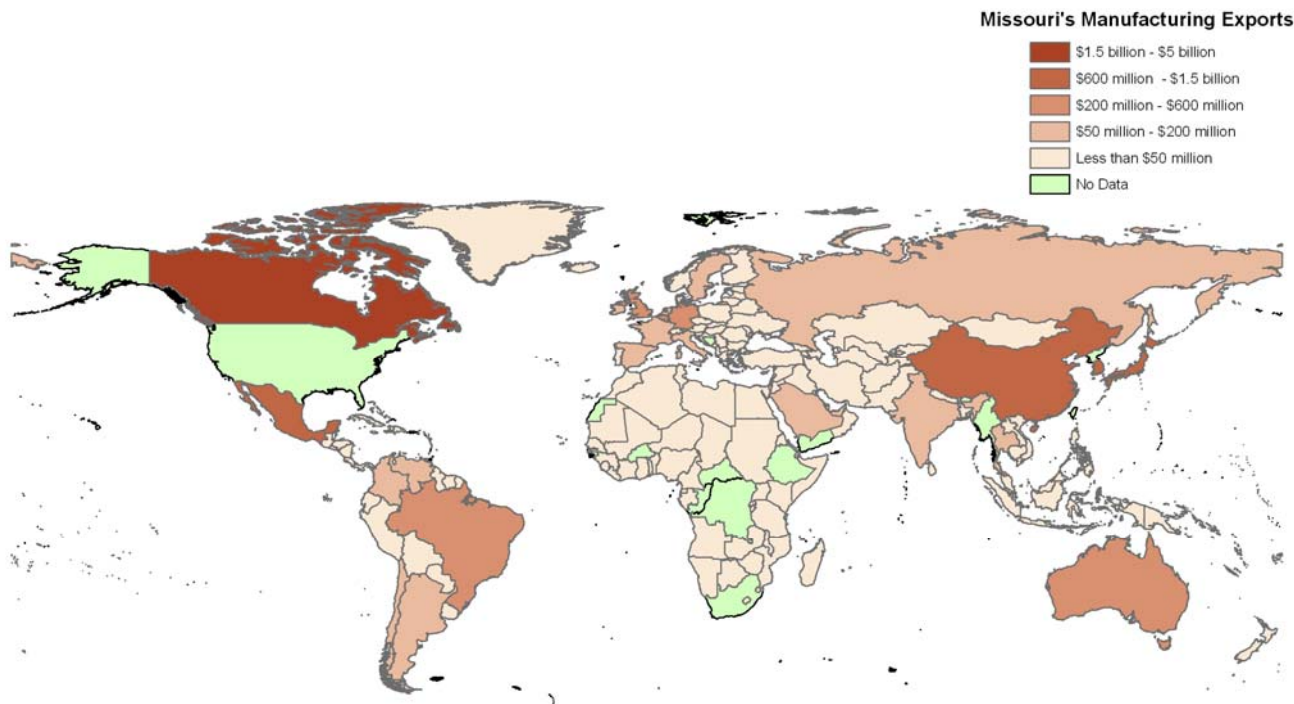 Missouri's Manufacturing Exports
$1.5 billion - $5 billion
$600 million - $1.5 billion
$200 million - $600 million
$50 million - $200 million
Less than $50 million
No Data